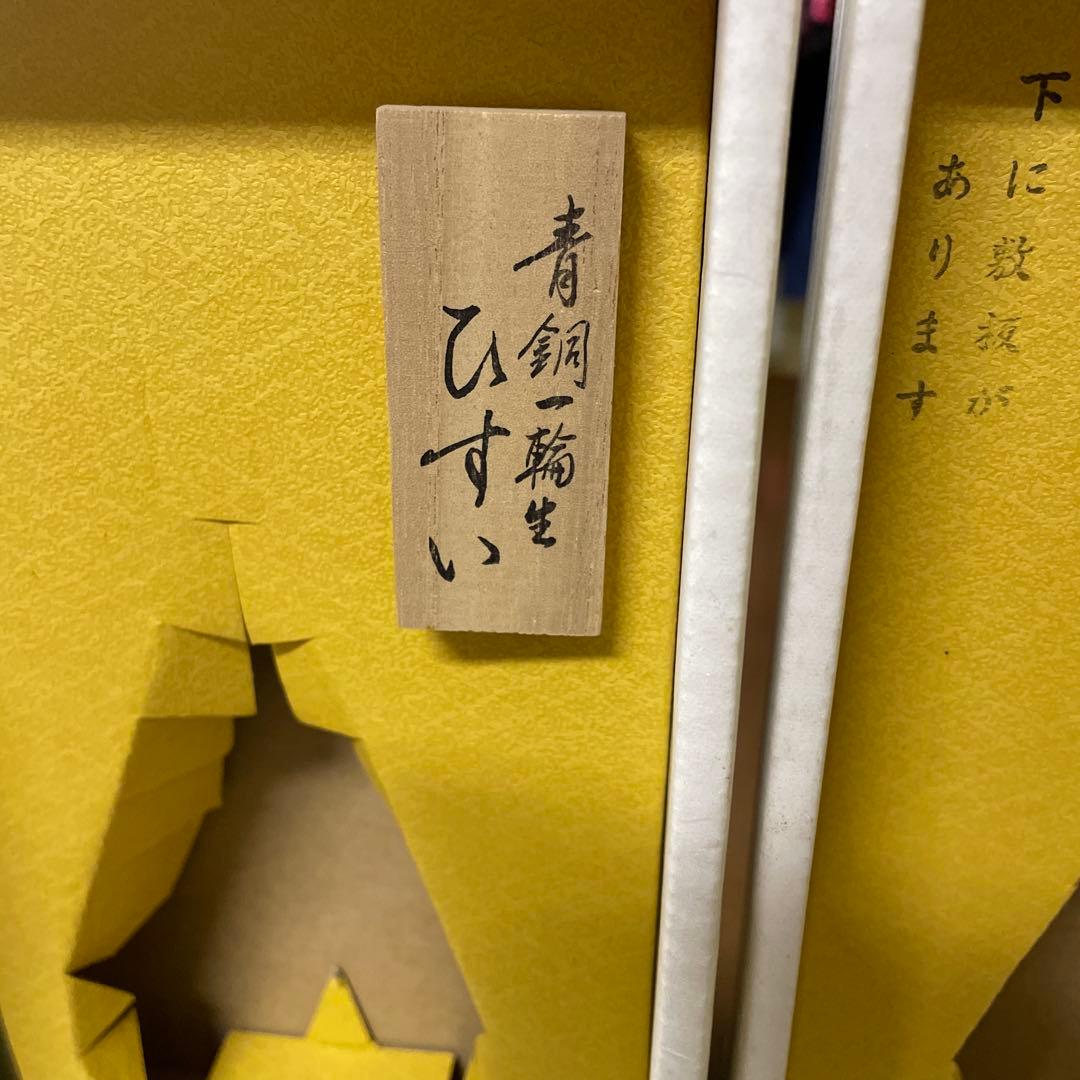 下に敷板が
あります
青銅一輪生
ひすい